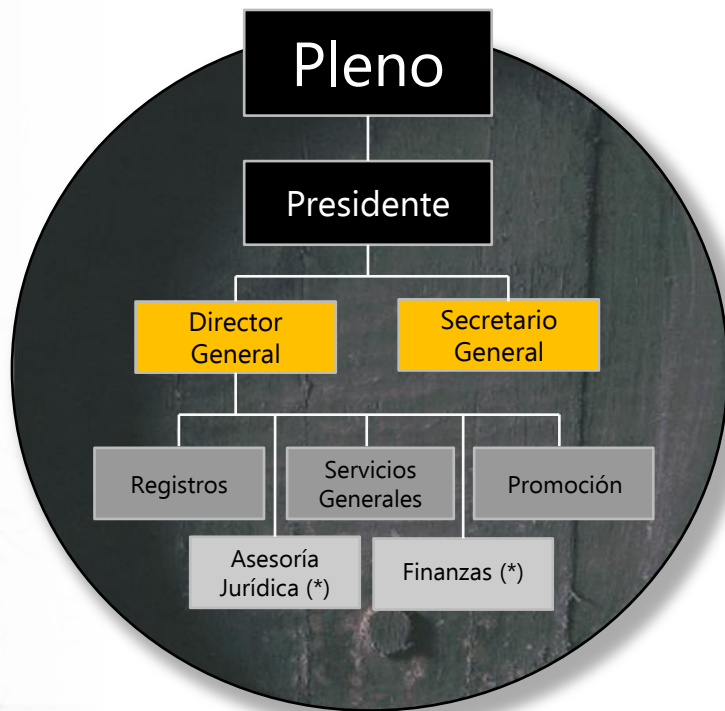 Pleno
Presidente
Director
General
Secretario
General
Registros
Servicios
Generales
Promoción
Asesoría
Jurídica (*)
Finanzas (*)